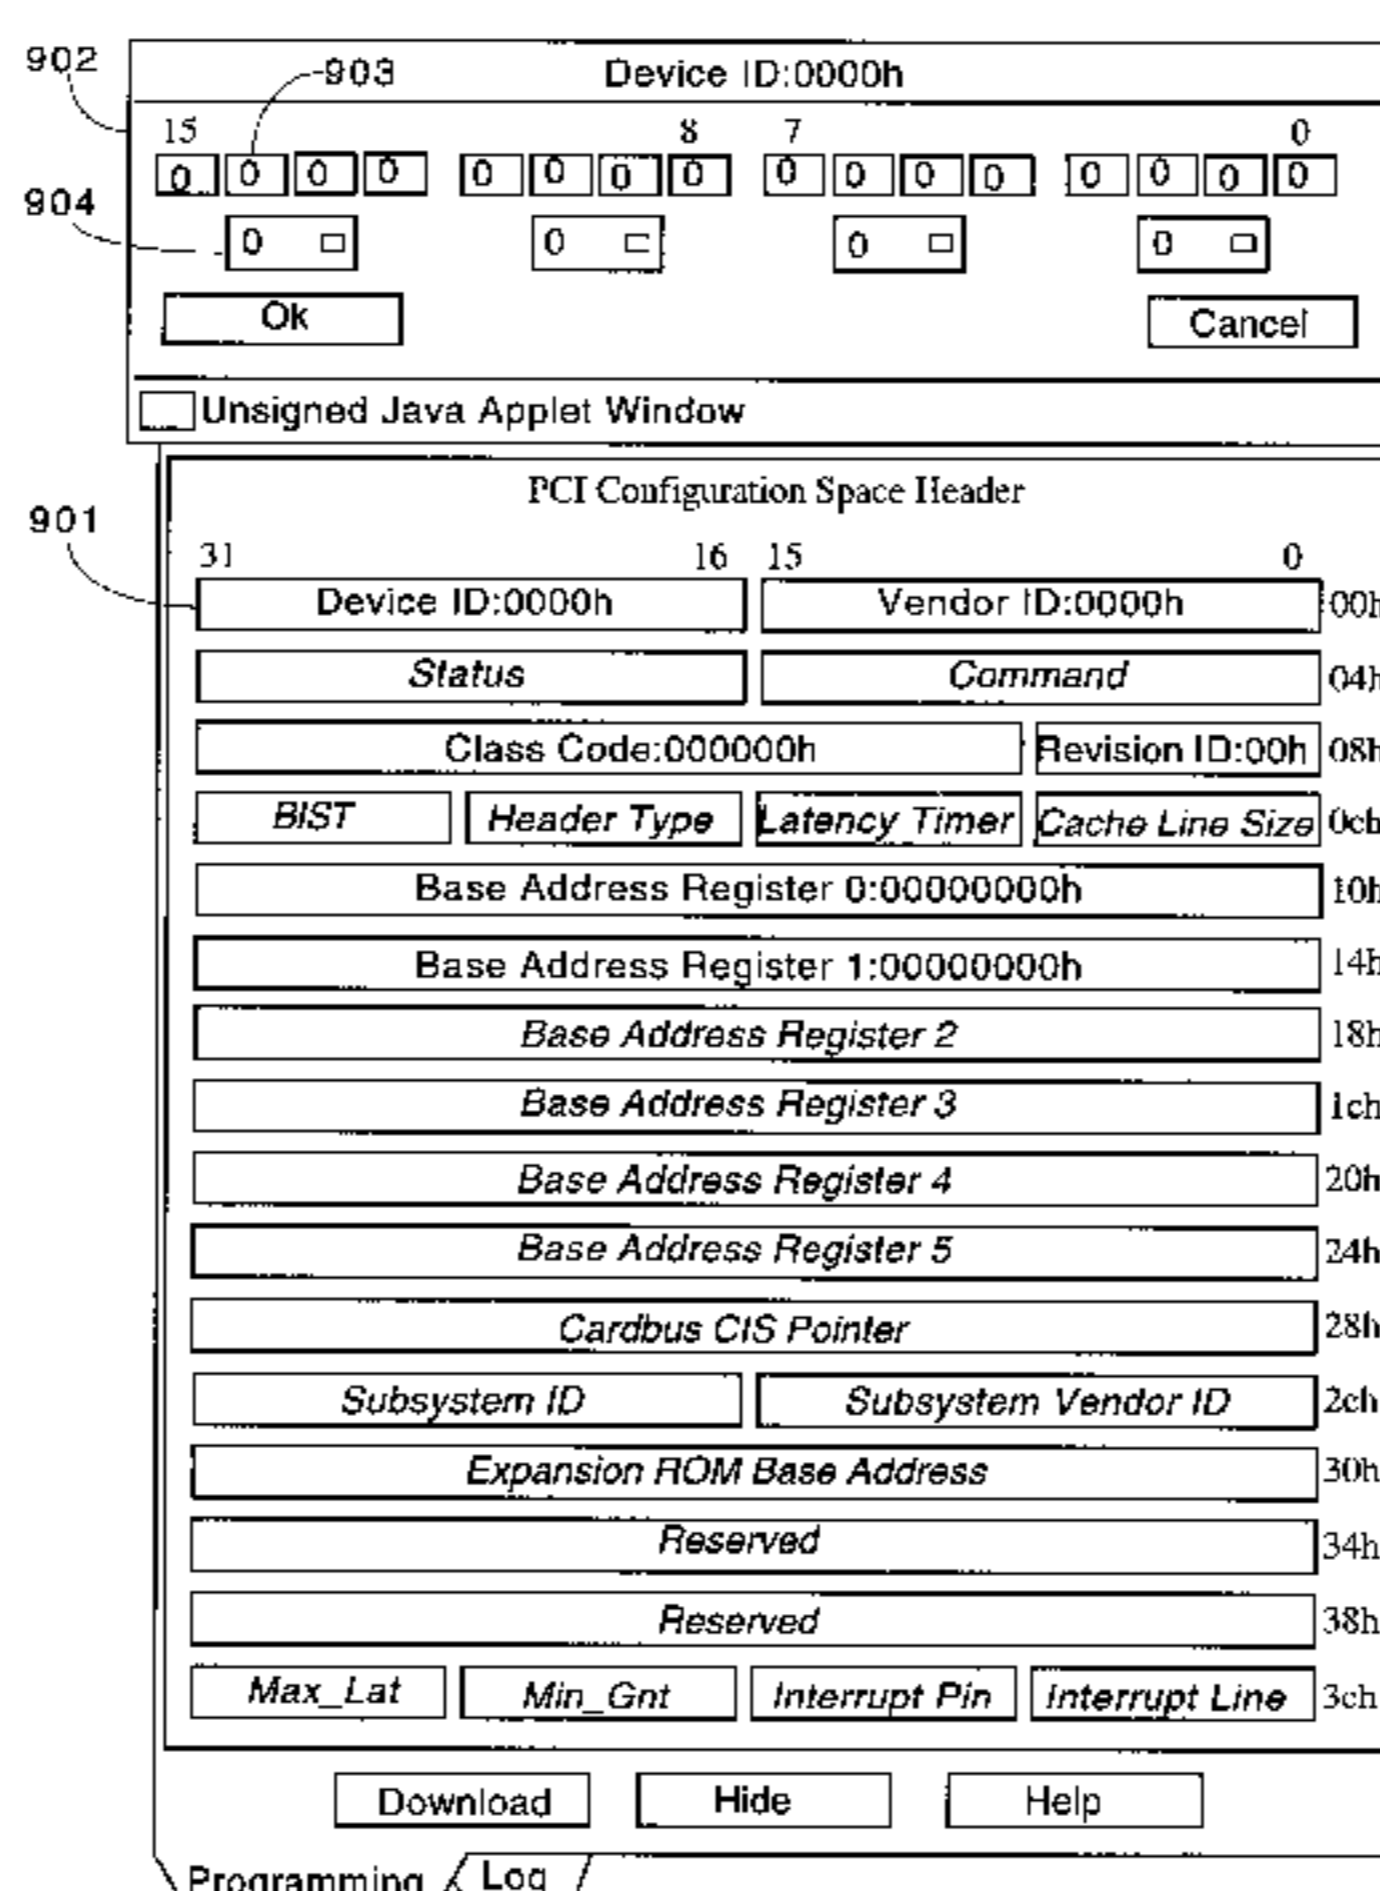 902
903
Device ID:0000h
15 8 7 0
0 0 0 0 0 0 0 0 0 0 0 0 0 0 0 0
904
0 0 0 0
Ok Cancel
Unsigned Java Applet Window
PCI Configuration Space Header
901
31 16 15 0
Device ID:0000h Vendor ID:0000h 00h
Status Command 04h
Class Code:000000h Revision ID:00h 08h
BIST Header Type Latency Timer Cache Line Size 0ch
Base Address Register 0:00000000h 10h
Base Address Register 1:00000000h 14h
Base Address Register 2 18h
Base Address Register 3 1ch
Base Address Register 4 20h
Base Address Register 5 24h
Cardbus CIS Pointer 28h
Subsystem ID Subsystem Vendor ID 2ch
Expansion ROM Base Address 30h
Reserved 34h
Reserved 38h
Max_Lat Min_Gnt Interrupt Pin Interrupt Line 3ch
Download Hide Help
Programming Log